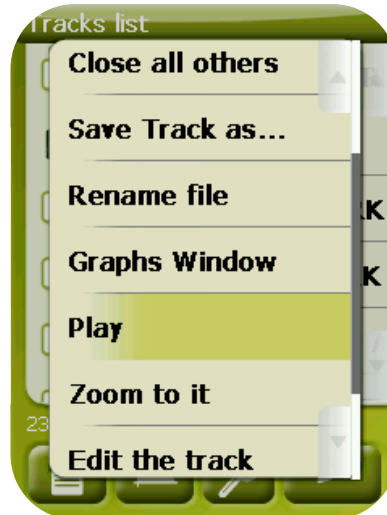 Tracks list
Close all others
Save Track as...
Rename file
RK
Graphs Window
K
Play
Zoom to it
23
Edit the track